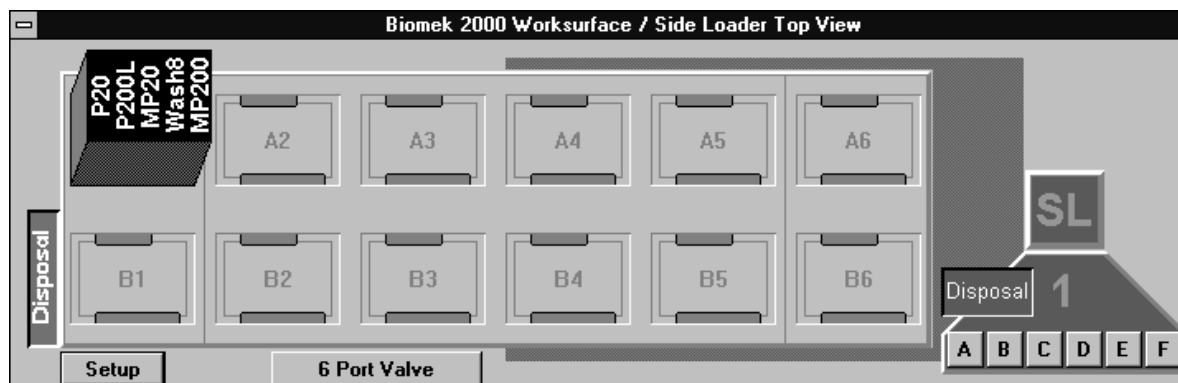 Biomek 2000 Worksurface / Side Loader Top View
P20
P200L
MP20
Wash8
MP200
A2 A3 A4 A5 A6
SL
Disposal
B1 B2 B3 B4 B5 B6
Disposal 1
A B C D E F
Setup 6 Port Valve